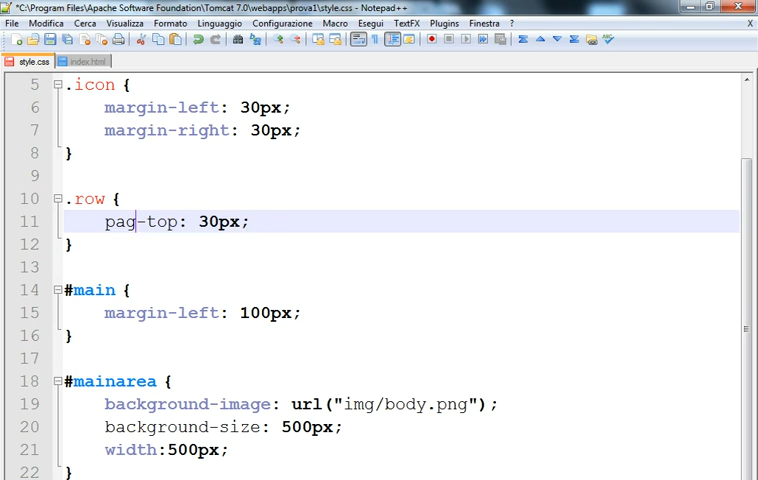 *C:\Program Files\Apache Software Foundation\Tomcat 7.0\webapps\prova1\style.css - Notepad++
File Modifica Cerca Visualizza Formato Linguaggio Configurazione Macro Esegui TextFX Plugins Finestra ? X
style.css index.html
5 .icon {
6 margin-left: 30px;
7 margin-right: 30px;
8 }
9
10 .row {
11 pag-top: 30px;
12 }
13
14 #main {
15 margin-left: 100px;
16 }
17
18 #mainarea {
19 background-image: url("img/body.png");
20 background-size: 500px;
21 width:500px;
22 }